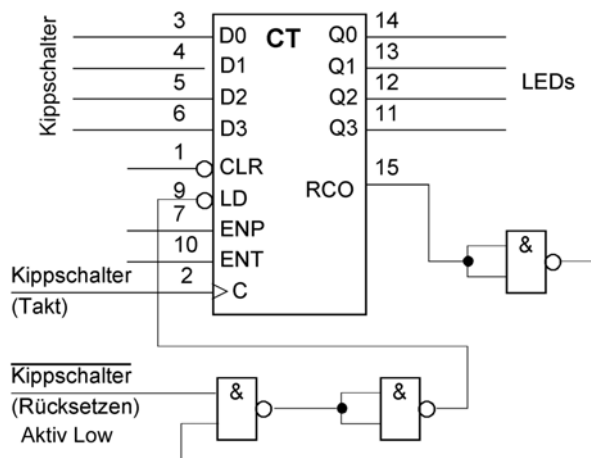 3
D0
CT
Q0
14
4
D1
Q1
13
Kippschalter
5
D2
Q2
12
LEDs
6
D3
Q3
11
1
CLR
15
9
LD
RCO
7
ENP
&
10
ENT
Kippschalter
2
C
(Takt)
Kippschalter
&
&
(Rücksetzen)
Aktiv Low